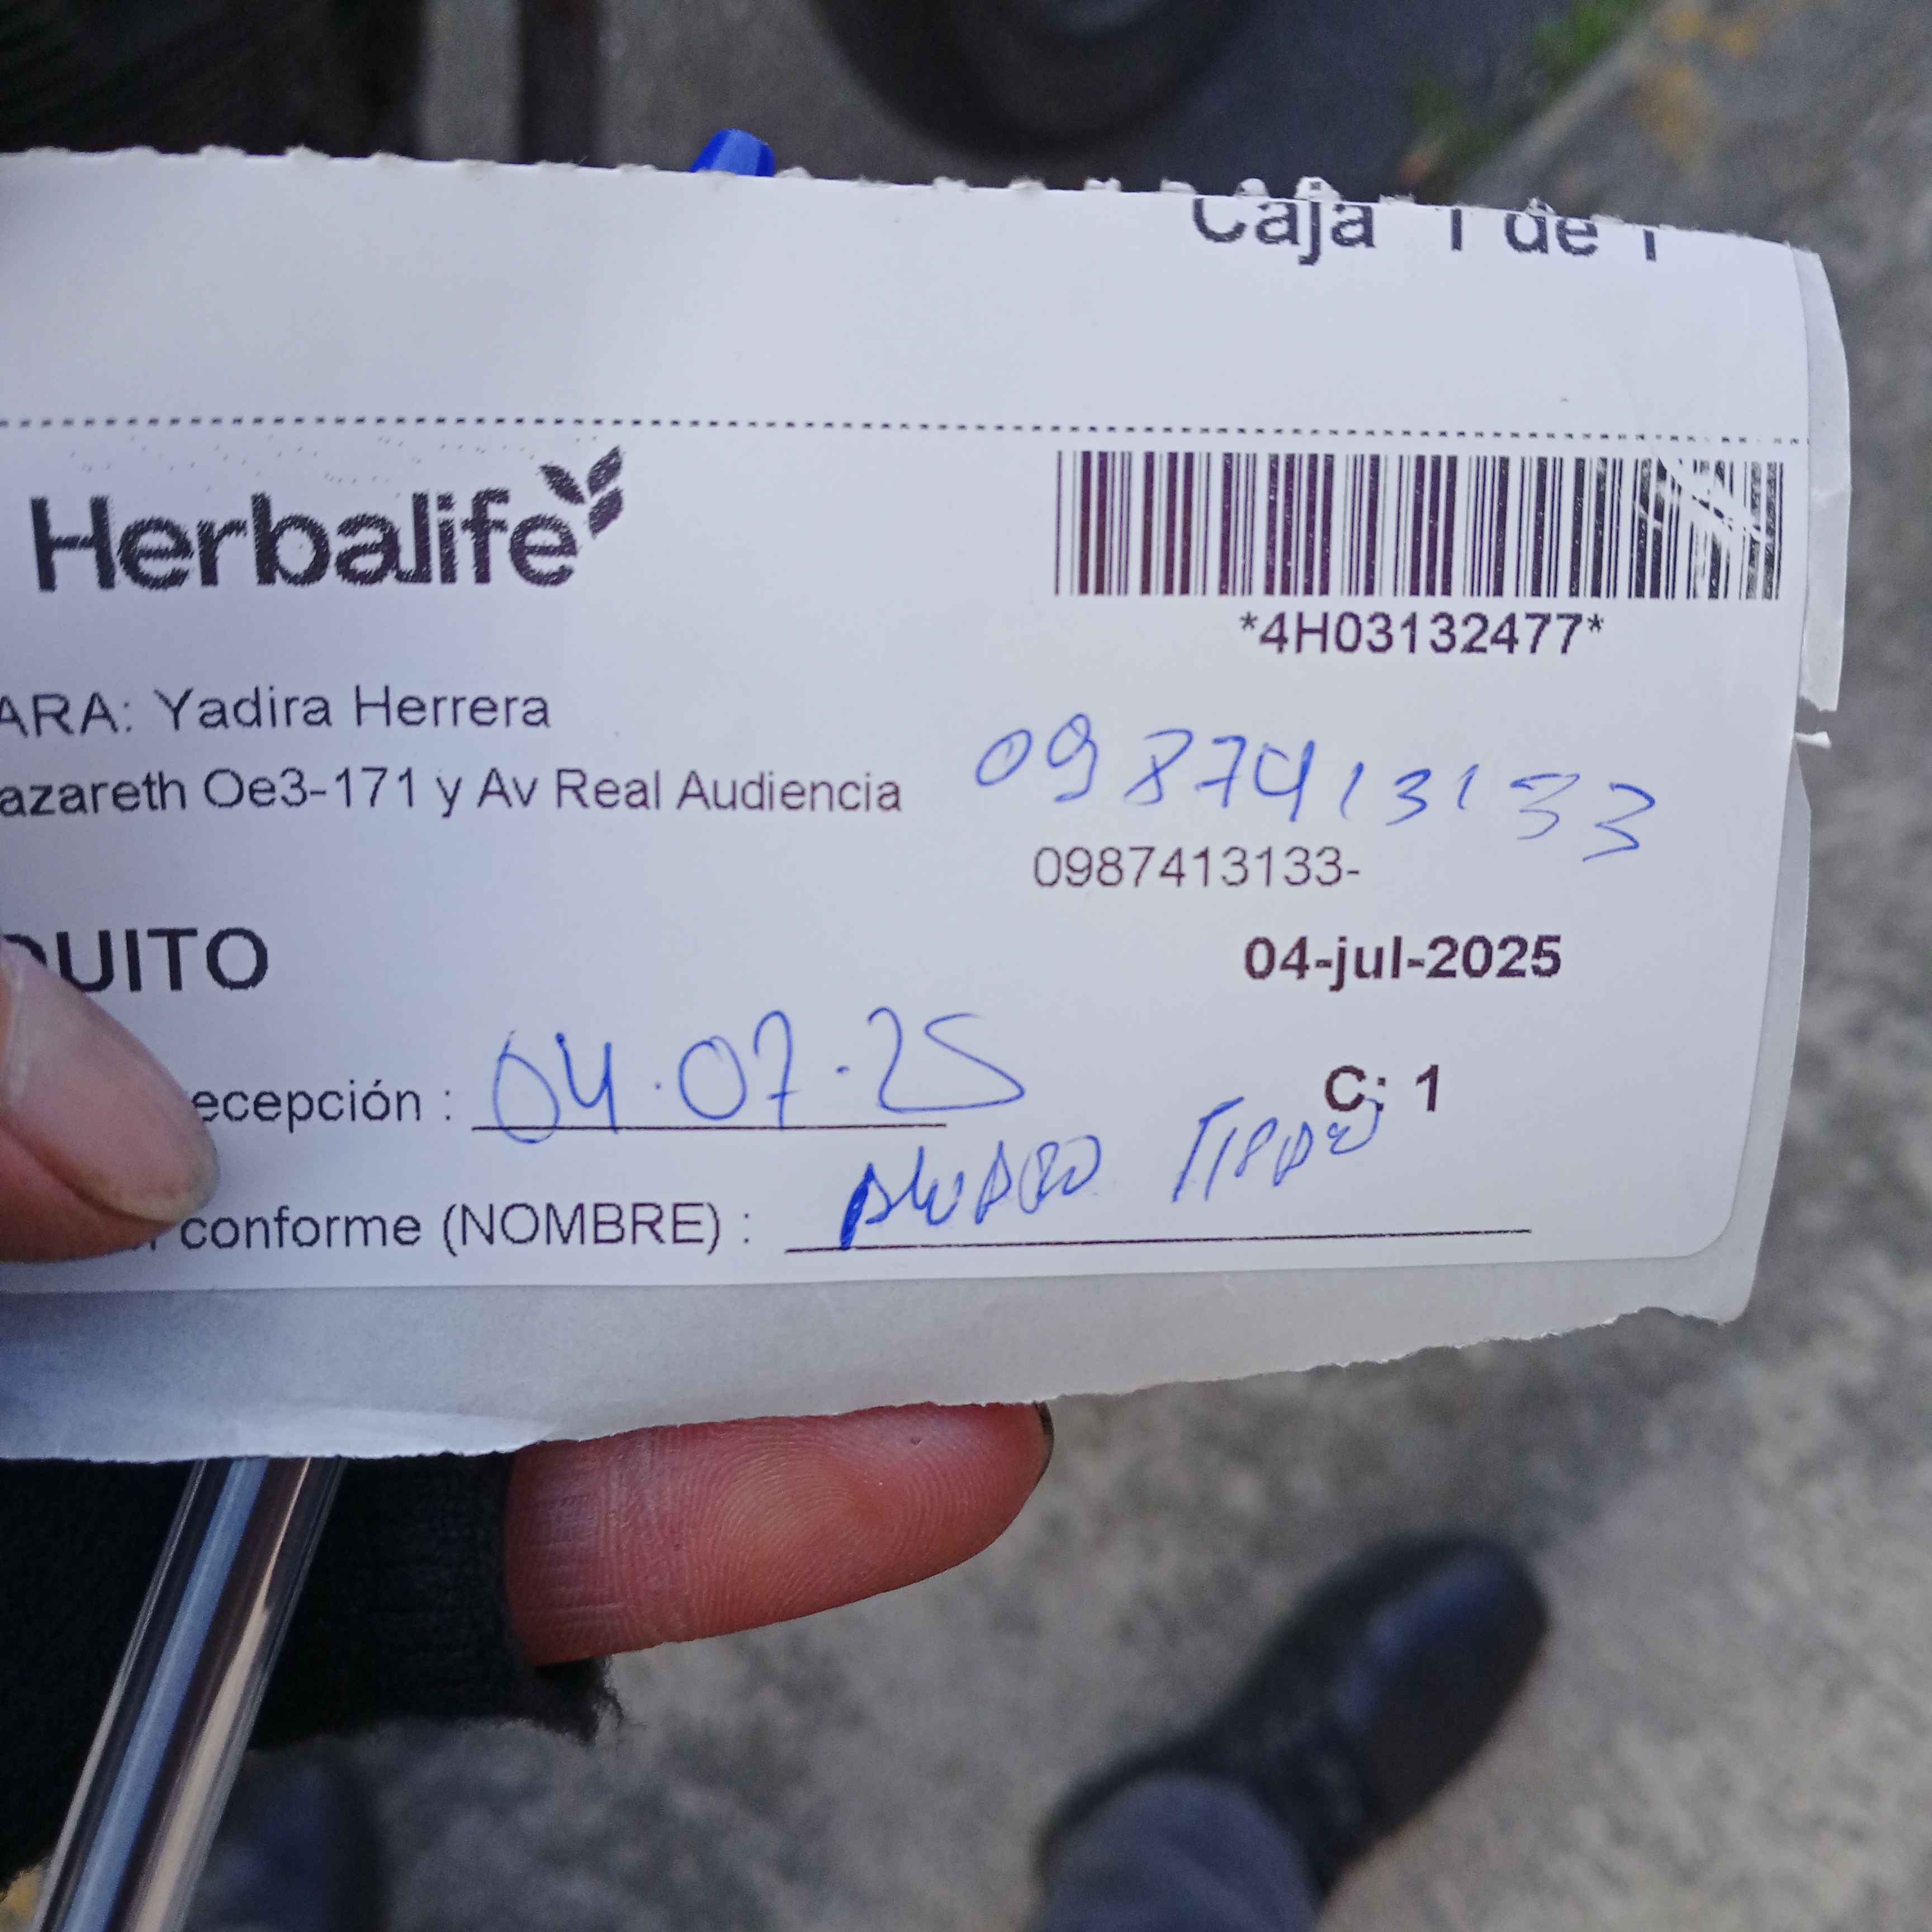 Caja 1 de 1
Herbalife
*4H03132477*
ARA: Yadira Herrera
0987413133
azareth Oe3-171 y Av Real Audiencia
0987413133-
QUITO
04-jul-2025
ecepción : 04.07.25
C: 1
conforme (NOMBRE) :